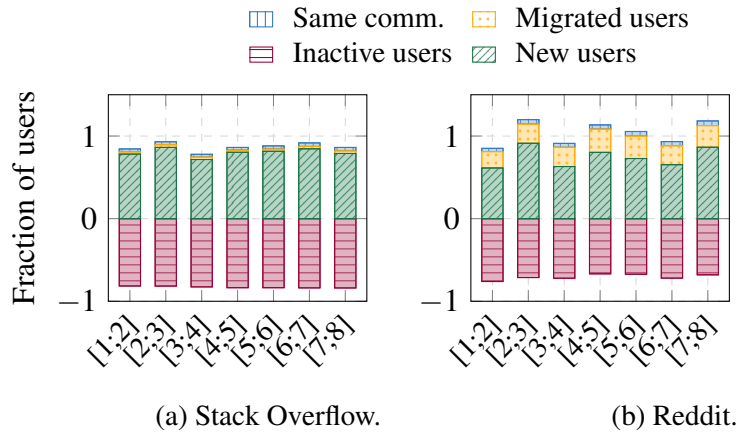 Same comm. Migrated users
Inactive users New users
Fraction of users
1
0
−1
[1;2] [2;3] [3;4] [4;5] [5;6] [6;7] [7;8]
(a) Stack Overflow.
1
0
−1
[1;2] [2;3] [3;4] [4;5] [5;6] [6;7] [7;8]
(b) Reddit.